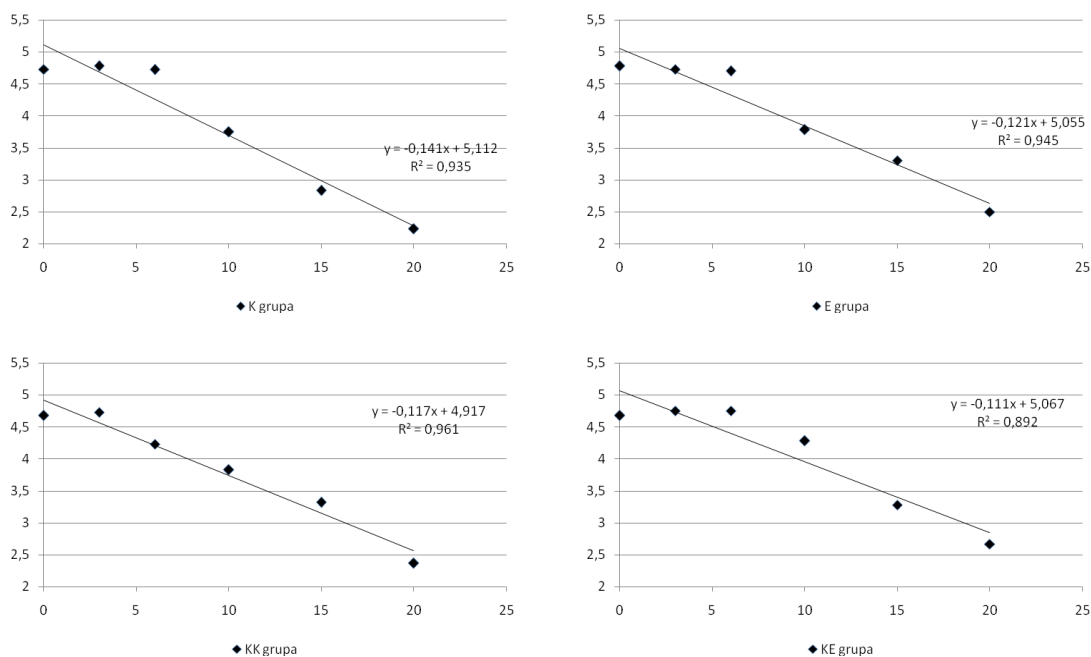 5,5
5
4,5
4
3,5
3
2,5
2
0 5 10 15 20 25
y = -0,141x + 5,112
R² = 0,935
K grupa
5,5
5
4,5
4
3,5
3
2,5
2
0 5 10 15 20 25
y = -0,121x + 5,055
R² = 0,945
E grupa
5,5
5
4,5
4
3,5
3
2,5
2
0 5 10 15 20 25
y = -0,117x + 4,917
R² = 0,961
KK grupa
5,5
5
4,5
4
3,5
3
2,5
2
0 5 10 15 20 25
y = -0,111x + 5,067
R² = 0,892
KE grupa